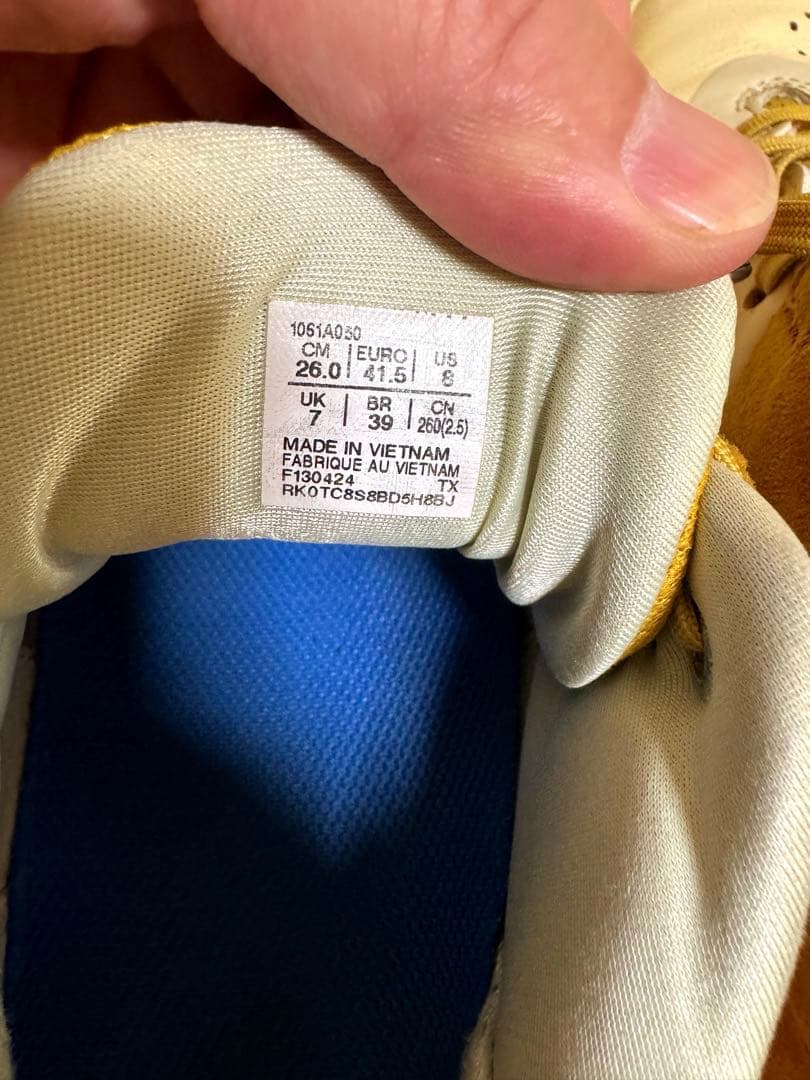 1061A050
CM | EURO | US
26.0 | 41.5 | 8
UK | BR | CN
7 | 39 | 260(2.5)
MADE IN VIETNAM
FABRIQUE AU VIETNAM
F130424 TX
RK0TC8S8BD5H8BJ